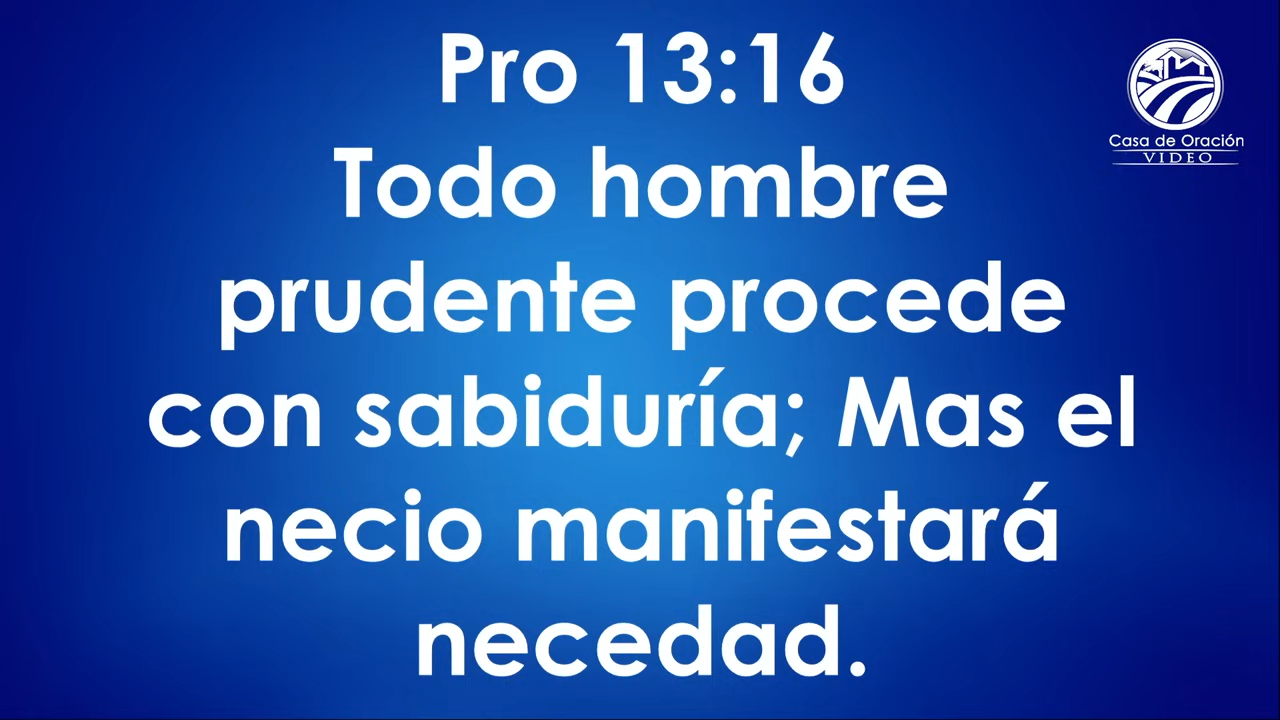 Pro 13:16
Todo hombre
prudente procede
con sabiduría; Mas el
necio manifestará
necedad.
Casa de Oración
VIDEO